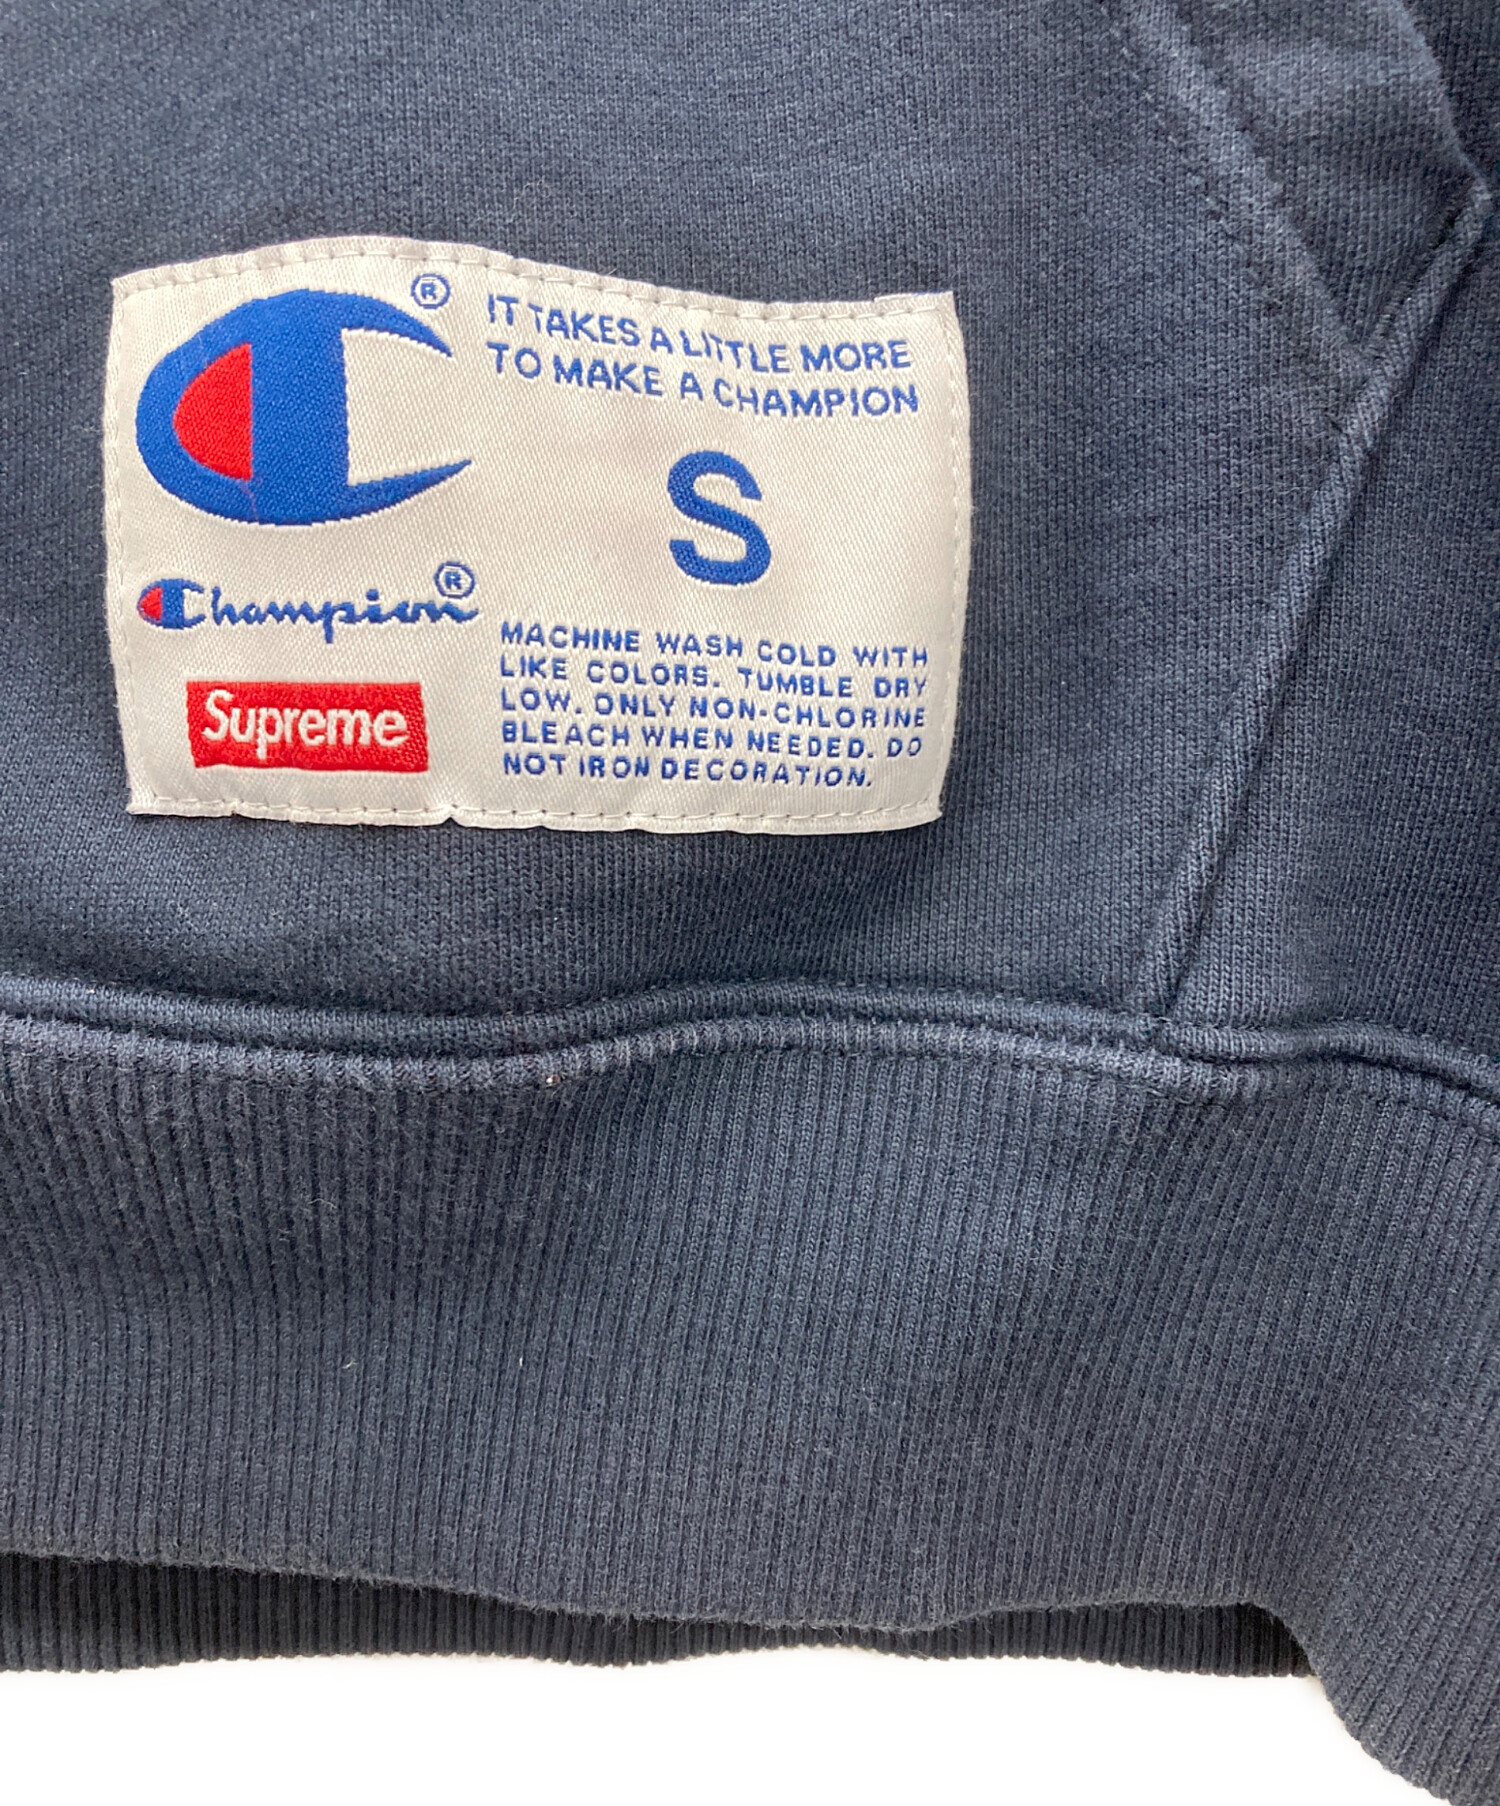 ®
IT TAKES A LITTLE MORE
TO MAKE A CHAMPION
S
Champion®
Supreme
MACHINE WASH COLD WITH
LIKE COLORS. TUMBLE DRY
LOW. ONLY NON-CHLORINE
BLEACH WHEN NEEDED. DO
NOT IRON DECORATION.